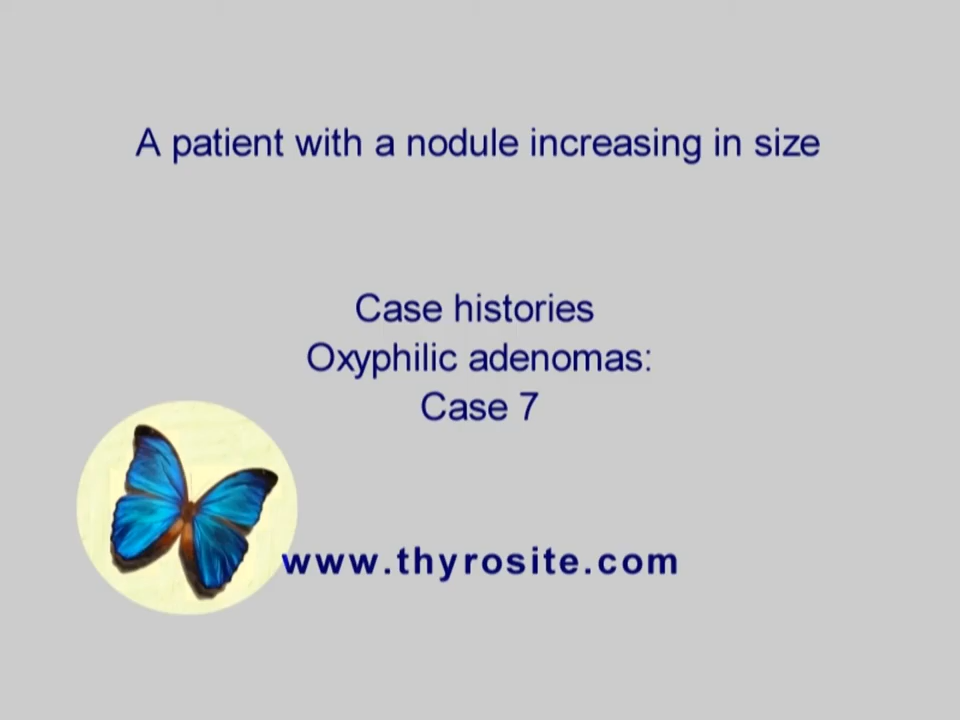 A patient with a nodule increasing in size
Case histories
Oxyphilic adenomas:
Case 7
www.thyrosite.com